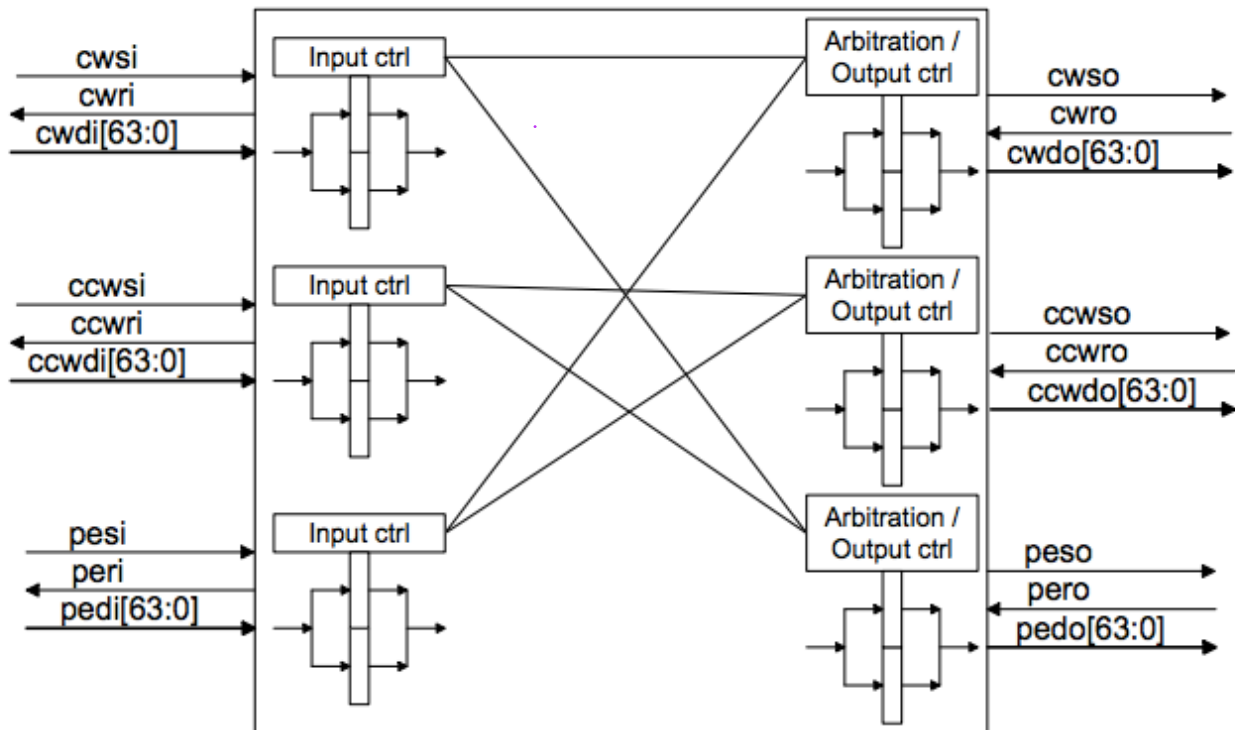 cwsi
cwri
cwdi[63:0]
Input ctrl
Arbitration /
Output ctrl
cwso
cwro
cwdo[63:0]
ccwsi
ccwri
ccwdi[63:0]
Input ctrl
Arbitration /
Output ctrl
ccwso
ccwro
ccwdo[63:0]
pesi
peri
pedi[63:0]
Input ctrl
Arbitration /
Output ctrl
peso
pero
pedo[63:0]